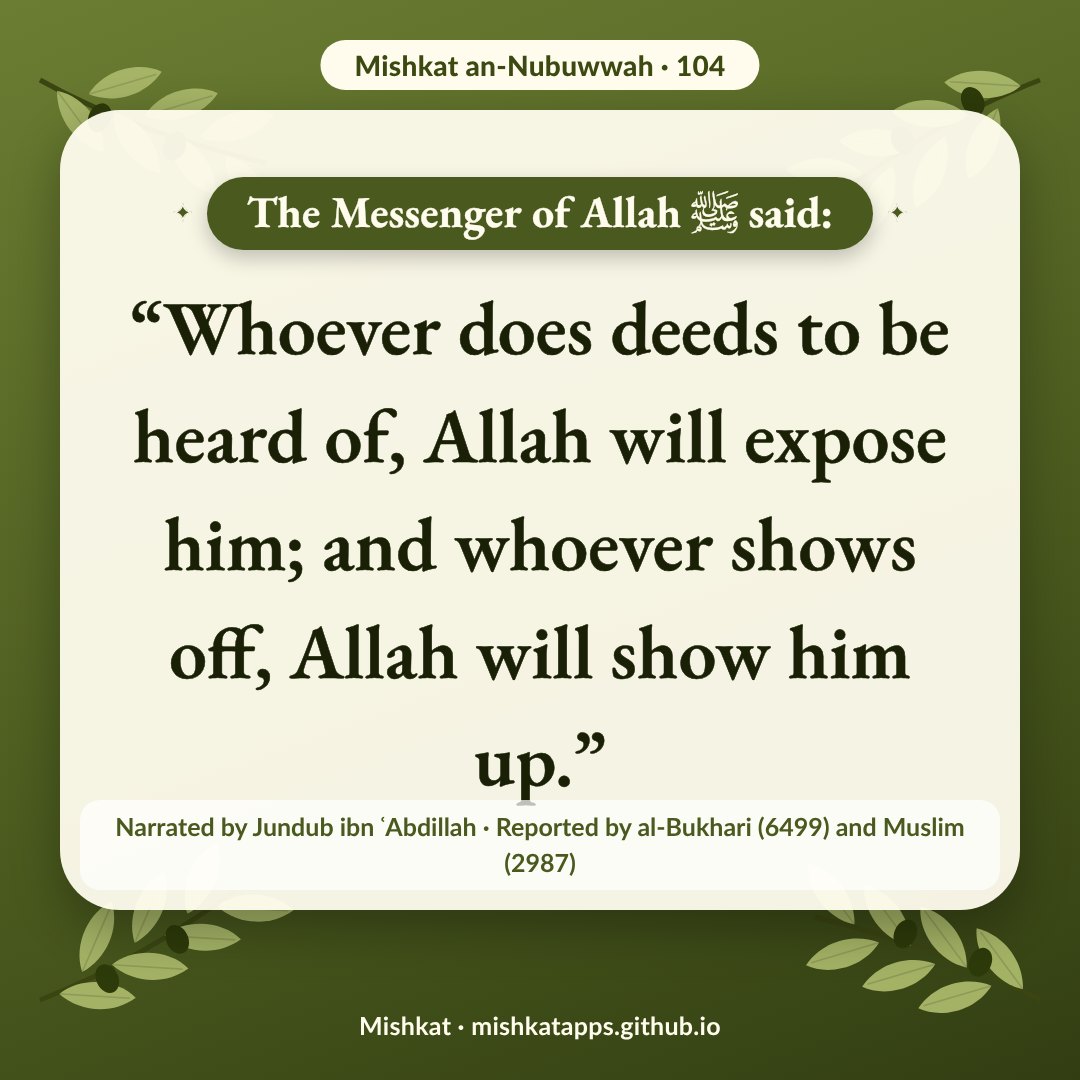 Mishkat an-Nubuwwah · 104
The Messenger of Allah ﷺ said:
“Whoever does deeds to be
heard of, Allah will expose
him; and whoever shows
off, Allah will show him
up.”
Narrated by Jundub ibn ʿAbdillah · Reported by al-Bukhari (6499) and Muslim
(2987)
Mishkat · mishkatapps.github.io